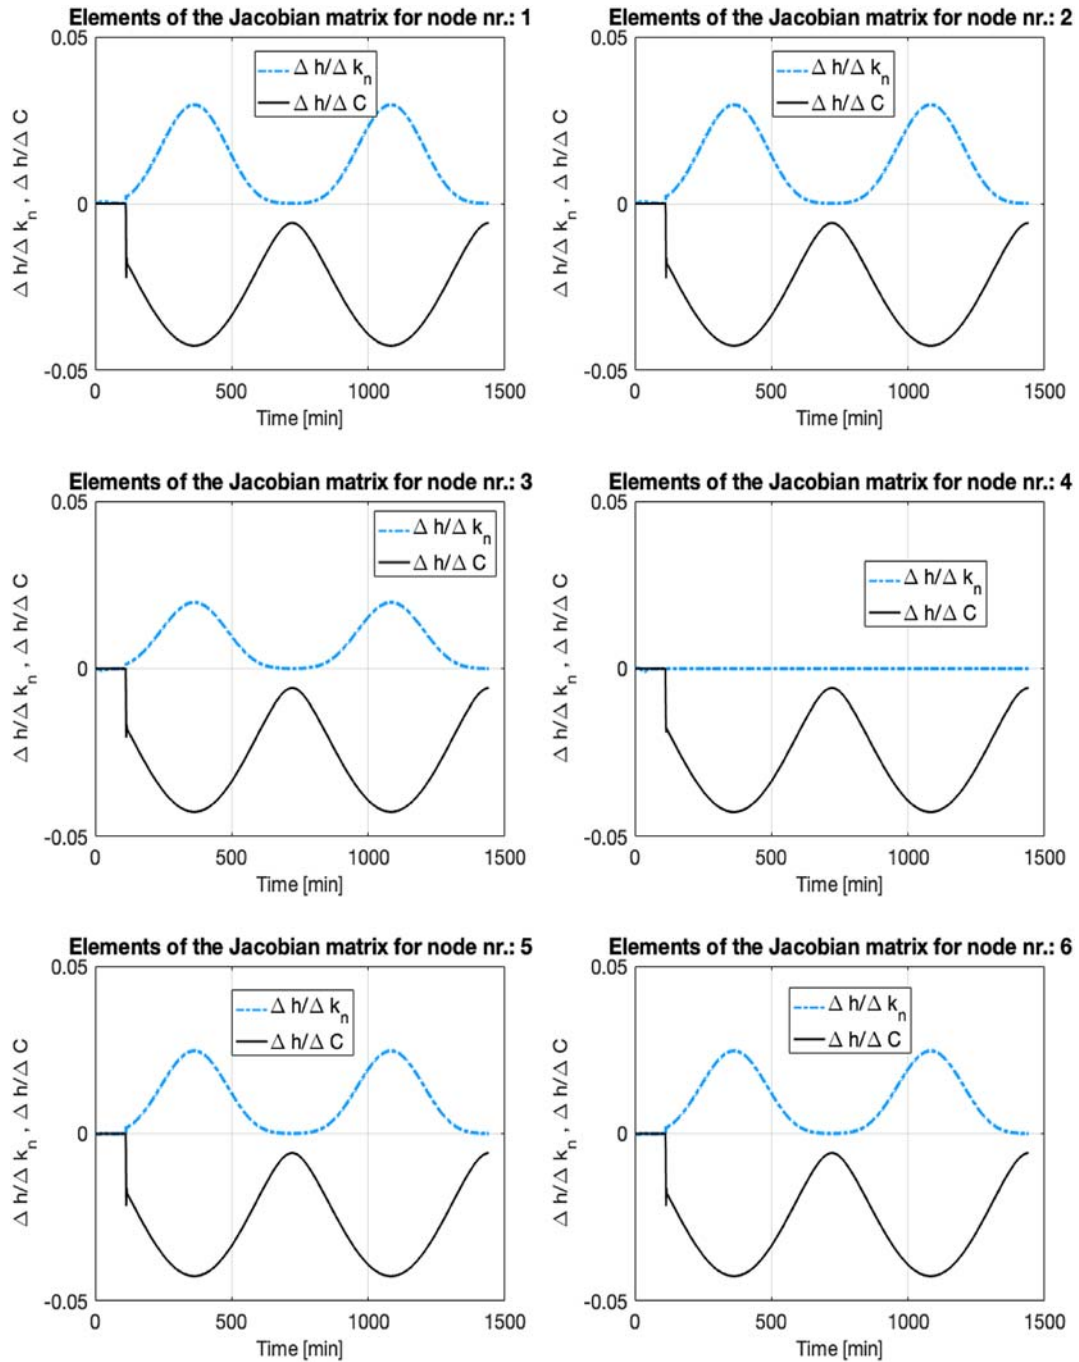 Elements of the Jacobian matrix for node nr.: 1
0.05
0
-0.05
Δ h/Δ k_n , Δ h/Δ C
Δ h/Δ k_n
Δ h/Δ C
0 500 1000 1500
Time [min]
Elements of the Jacobian matrix for node nr.: 2
0.05
0
-0.05
Δ h/Δ k_n , Δ h/Δ C
Δ h/Δ k_n
Δ h/Δ C
0 500 1000 1500
Time [min]
Elements of the Jacobian matrix for node nr.: 3
0.05
0
-0.05
Δ h/Δ k_n , Δ h/Δ C
Δ h/Δ k_n
Δ h/Δ C
0 500 1000 1500
Time [min]
Elements of the Jacobian matrix for node nr.: 4
0.05
0
-0.05
Δ h/Δ k_n , Δ h/Δ C
Δ h/Δ k_n
Δ h/Δ C
0 500 1000 1500
Time [min]
Elements of the Jacobian matrix for node nr.: 5
0.05
0
-0.05
Δ h/Δ k_n , Δ h/Δ C
Δ h/Δ k_n
Δ h/Δ C
0 500 1000 1500
Time [min]
Elements of the Jacobian matrix for node nr.: 6
0.05
0
-0.05
Δ h/Δ k_n , Δ h/Δ C
Δ h/Δ k_n
Δ h/Δ C
0 500 1000 1500
Time [min]